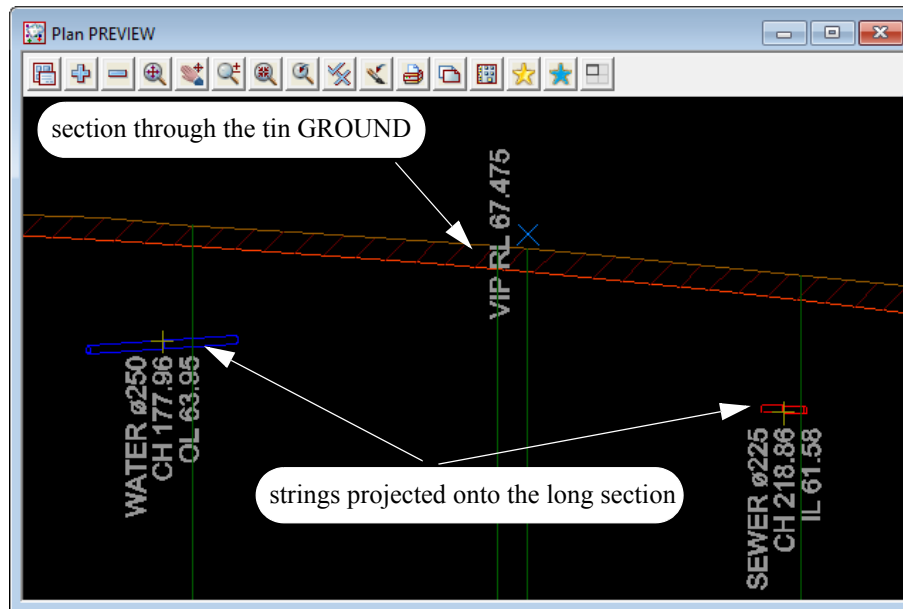 Plan PREVIEW
section through the tin GROUND
VIP RL 67.475
WATER ø250
CH 177.96
OL 63.95
strings projected onto the long section
SEWER ø225
CH 218.86
IL 61.58